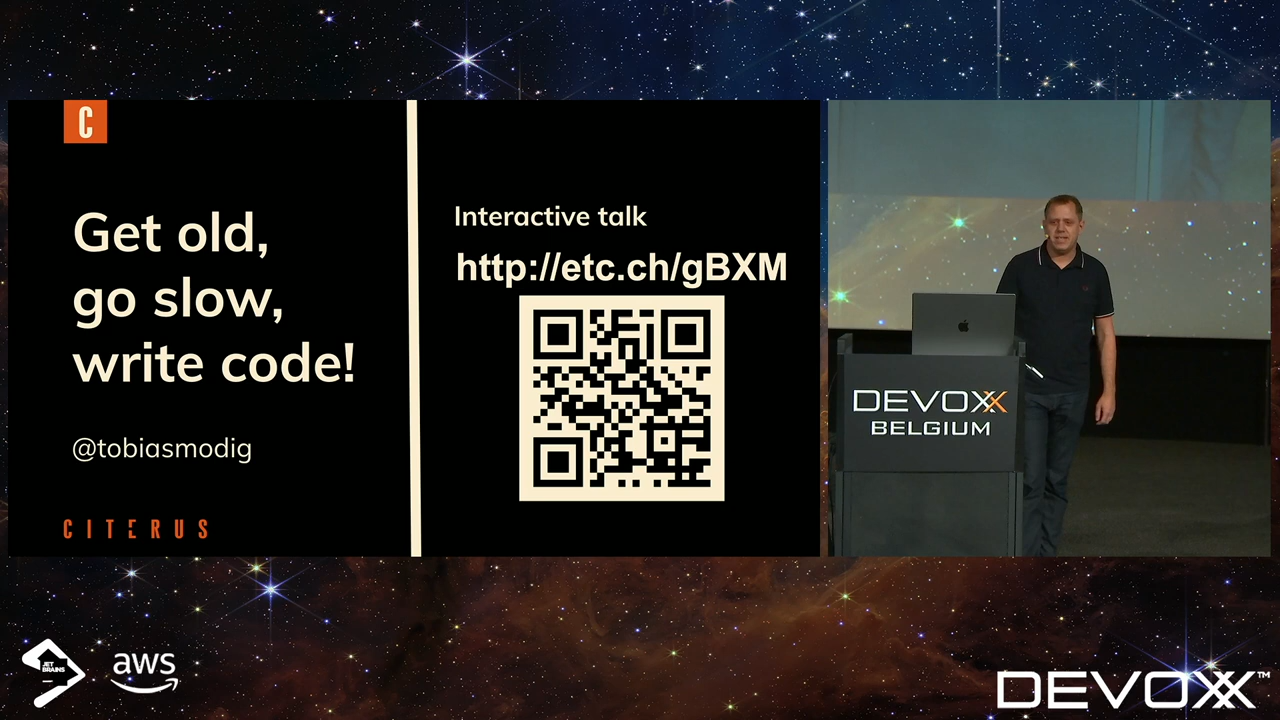 C
Get old,
go slow,
write code!
@tobiasmodig
CITERUS
Interactive talk
http://etc.ch/gBXM
DEVOXX
BELGIUM
JET
BRAINS
aws
DEVOXX™